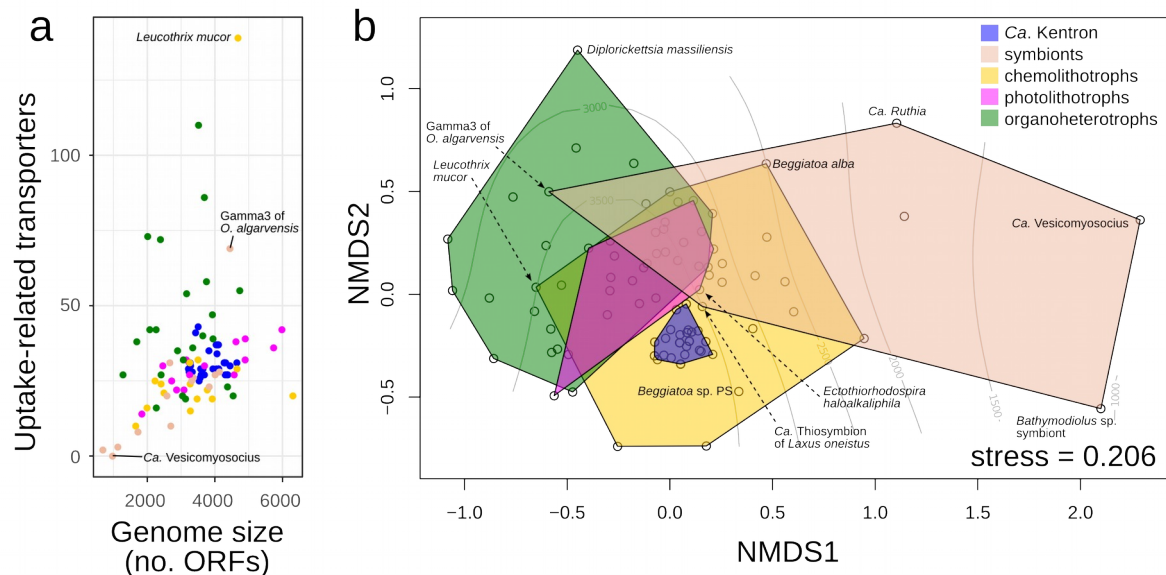 a
Uptake-related transporters
100
50
0
2000
4000
6000
Genome size
(no. ORFs)
Leucothrix mucor
Gamma3 of
O. algarvensis
Ca. Vesicomyosocius
b
NMDS2
1.0
0.5
0.0
−0.5
−1.0
−0.5
0.0
0.5
1.0
1.5
2.0
NMDS1
Ca. Kentron
symbionts
chemolithotrophs
photolithotrophs
organoheterotrophs
Diplorickettsia massiliensis
3000
Gamma3 of
O. algarvensis
Leucothrix
mucor
3500
Ca. Ruthia
Beggiatoa alba
Ca. Vesicomyosocius
Beggiatoa sp. PS
Ectothiorhodospira
haloalkaliphila
Ca. Thiosymbion
of Laxus oneistus
2000
1500
1000
Bathymodiolus sp.
symbiont
stress = 0.206